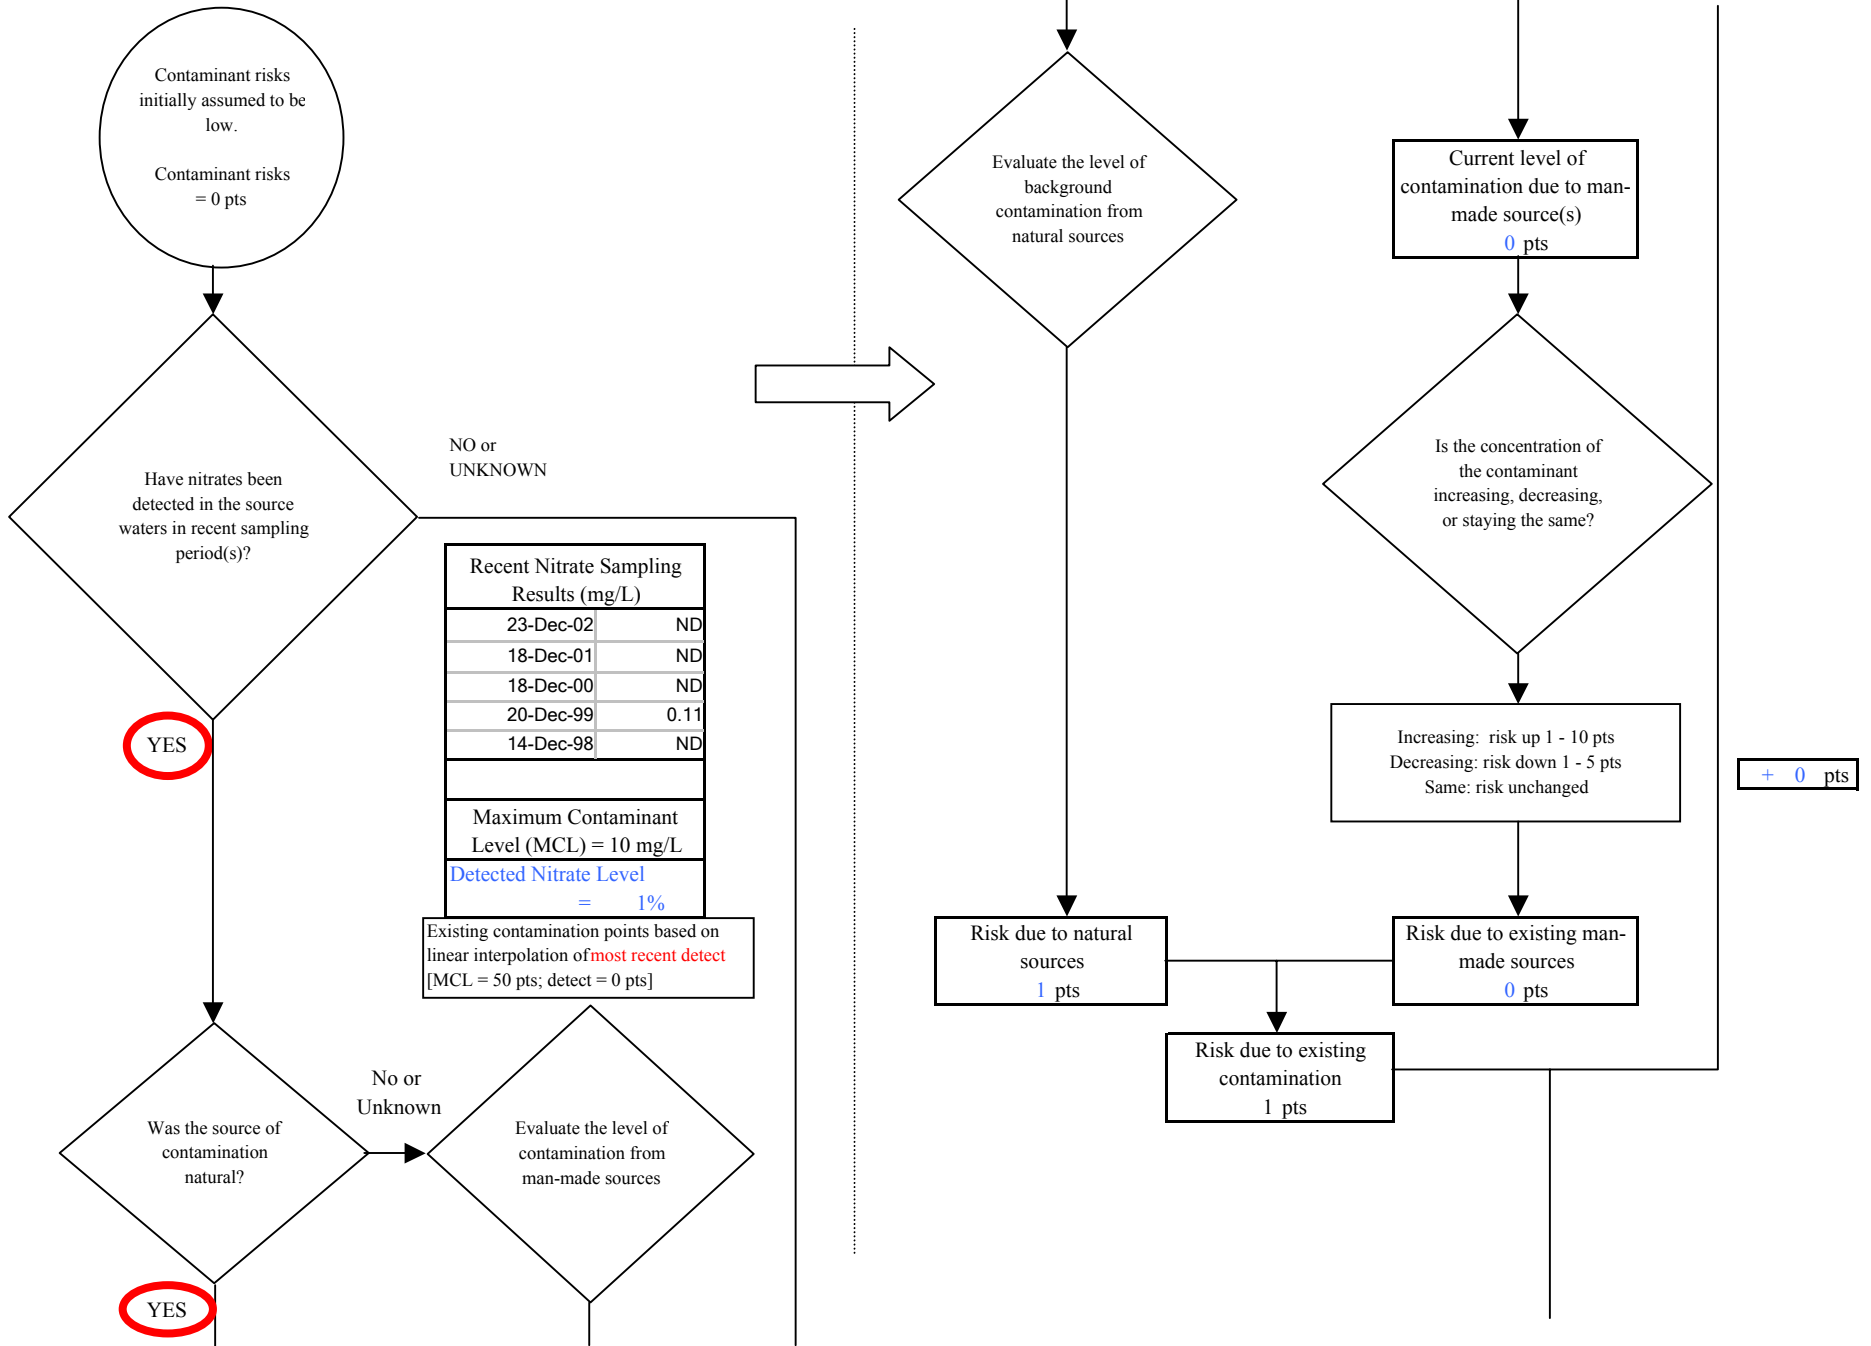 Contaminant risks
initially assumed to be
low.
Contaminant risks
= 0 pts
NO or
UNKNOWN
Have nitrates been
detected in the source
waters in recent sampling
period(s)?
YES
Recent Nitrate Sampling
Results (mg/L)
23-Dec-02 ND
18-Dec-01 ND
18-Dec-00 ND
20-Dec-99 0.11
14-Dec-98 ND
Maximum Contaminant
Level (MCL) = 10 mg/L
Detected Nitrate Level
= 1%
Existing contamination points based on
linear interpolation of most recent detect
[MCL = 50 pts; detect = 0 pts]
Was the source of
contamination
natural?
No or
Unknown
Evaluate the level of
contamination from
man-made sources
YES
Evaluate the level of
background
contamination from
natural sources
Current level of
contamination due to man-
made source(s)
0 pts
Is the concentration of
the contaminant
increasing, decreasing,
or staying the same?
Increasing: risk up 1 - 10 pts
Decreasing: risk down 1 - 5 pts
Same: risk unchanged
+ 0 pts
Risk due to natural
sources
1 pts
Risk due to existing man-
made sources
0 pts
Risk due to existing
contamination
1 pts